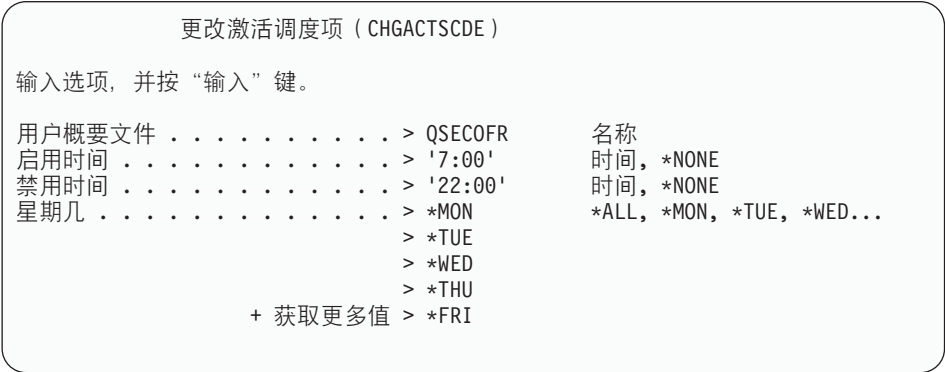 更改激活调度项（CHGACTSCDE）
输入选项，并按“输入”键。
用户概要文件 . . . . . . . . . . . > QSECOFR 名称
启用时间 . . . . . . . . . . . . . > '7:00' 时间, *NONE
禁用时间 . . . . . . . . . . . . . > '22:00' 时间, *NONE
星期几 . . . . . . . . . . . . . . > *MON *ALL, *MON, *TUE, *WED...
> *TUE
> *WED
> *THU
+ 获取更多值 > *FRI